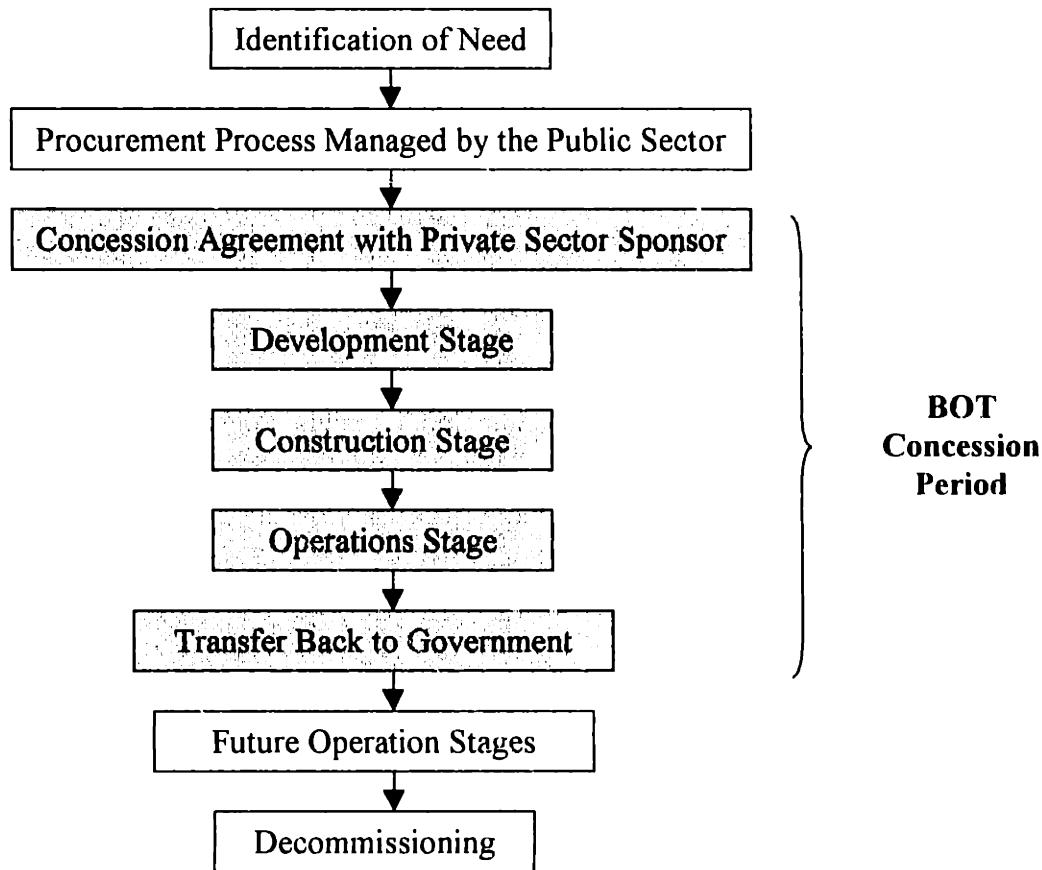 Identification of Need
Procurement Process Managed by the Public Sector
Concession Agreement with Private Sector Sponsor
Development Stage
Construction Stage
Operations Stage
Transfer Back to Government
Future Operation Stages
Decommissioning
BOT
Concession
Period